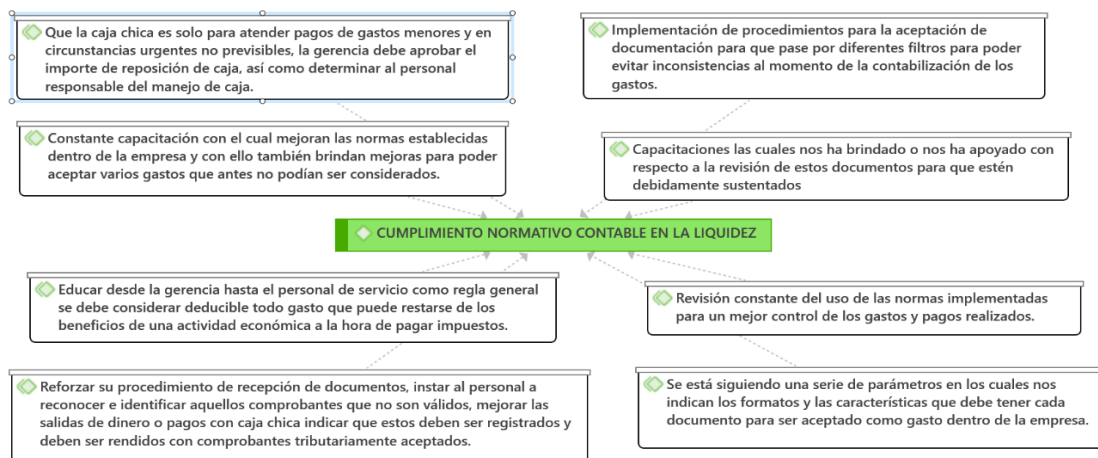 Que la caja chica es solo para atender pagos de gastos menores y en
circunstancias urgentes no previsibles, la gerencia debe aprobar el
importe de reposición de caja, así como determinar al personal
responsable del manejo de caja.
Implementación de procedimientos para la aceptación de
documentación para que pase por diferentes filtros para poder
evitar inconsistencias al momento de la contabilización de los
gastos.
Constante capacitación con el cual mejoran las normas establecidas
dentro de la empresa y con ello también brindan mejoras para poder
aceptar varios gastos que antes no podían ser considerados.
Capacitaciones las cuales nos ha brindado o nos ha apoyado con
respecto a la revisión de estos documentos para que estén
debidamente sustentados
CUMPLIMIENTO NORMATIVO CONTABLE EN LA LIQUIDEZ
Educar desde la gerencia hasta el personal de servicio como regla general
se debe considerar deducible todo gasto que puede restarse de los
beneficios de una actividad económica a la hora de pagar impuestos.
Revisión constante del uso de las normas implementadas
para un mejor control de los gastos y pagos realizados.
Reforzar su procedimiento de recepción de documentos, instar al personal a
reconocer e identificar aquellos comprobantes que no son válidos, mejorar las
salidas de dinero o pagos con caja chica indicar que estos deben ser registrados y
deben ser rendidos con comprobantes tributariamente aceptados.
Se está siguiendo una serie de parámetros en los cuales nos
indican los formatos y las características que debe tener cada
documento para ser aceptado como gasto dentro de la empresa.